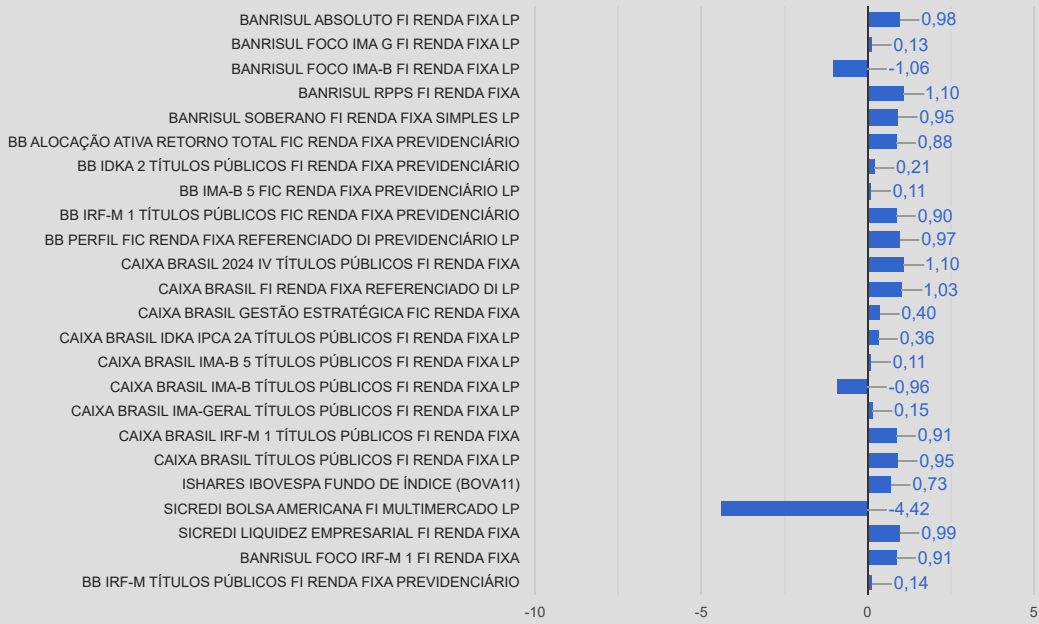 BANRISUL ABSOLUTO FI RENDA FIXA LP 0,98
BANRISUL FOCO IMA G FI RENDA FIXA LP 0,13
BANRISUL FOCO IMA-B FI RENDA FIXA LP -1,06
BANRISUL RPPS FI RENDA FIXA 1,10
BANRISUL SOBERANO FI RENDA FIXA SIMPLES LP 0,95
BB ALOCAÇÃO ATIVA RETORNO TOTAL FIC RENDA FIXA PREVIDENCIÁRIO 0,88
BB IDKA 2 TÍTULOS PÚBLICOS FI RENDA FIXA PREVIDENCIÁRIO 0,21
BB IMA-B 5 FIC RENDA FIXA PREVIDENCIÁRIO LP 0,11
BB IRF-M 1 TÍTULOS PÚBLICOS FIC RENDA FIXA PREVIDENCIÁRIO 0,90
BB PERFIL FIC RENDA FIXA REFERENCIADO DI PREVIDENCIÁRIO LP 0,97
CAIXA BRASIL 2024 IV TÍTULOS PÚBLICOS FI RENDA FIXA 1,10
CAIXA BRASIL FI RENDA FIXA REFERENCIADO DI LP 1,03
CAIXA BRASIL GESTÃO ESTRATÉGICA FIC RENDA FIXA 0,40
CAIXA BRASIL IDKA IPCA 2A TÍTULOS PÚBLICOS FI RENDA FIXA LP 0,36
CAIXA BRASIL IMA-B 5 TÍTULOS PÚBLICOS FI RENDA FIXA LP 0,11
CAIXA BRASIL IMA-B TÍTULOS PÚBLICOS FI RENDA FIXA LP -0,96
CAIXA BRASIL IMA-GERAL TÍTULOS PÚBLICOS FI RENDA FIXA LP 0,15
CAIXA BRASIL IRF-M 1 TÍTULOS PÚBLICOS FI RENDA FIXA 0,91
CAIXA BRASIL TÍTULOS PÚBLICOS FI RENDA FIXA LP 0,95
ISHARES IBOVESPA FUNDO DE ÍNDICE (BOVA11) 0,73
SICREDI BOLSA AMERICANA FI MULTIMERCADO LP -4,42
SICREDI LIQUIDEZ EMPRESARIAL FI RENDA FIXA 0,99
BANRISUL FOCO IRF-M 1 FI RENDA FIXA 0,91
BB IRF-M TÍTULOS PÚBLICOS FI RENDA FIXA PREVIDENCIÁRIO 0,14
-10 -5 0 5